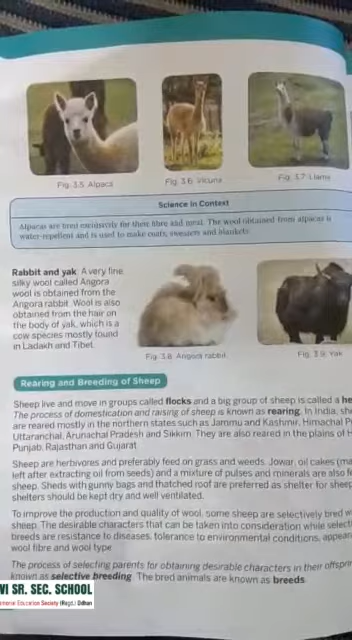 Fig. 3.5: Alpaca
Fig. 3.6: Vicuna
Fig. 3.7: Llama
Science in Context
Alpacas are bred exclusively for their fibre and meat. The wool obtained from alpacas is
water-repellent and is used to make coats, sweaters and blankets.
Rabbit and yak: A very fine
silky wool called Angora
wool is obtained from the
Angora rabbit. Wool is also
obtained from the hair on
the body of yak, which is a
cow species mostly found
in Ladakh and Tibet.
Fig. 3.8: Angora rabbit
Fig. 3.9: Yak
Rearing and Breeding of Sheep
Sheep live and move in groups called flocks and a big group of sheep is called a he
The process of domestication and raising of sheep is known as rearing. In India, she
are reared mostly in the northern states such as Jammu and Kashmir, Himachal P
Uttaranchal, Arunachal Pradesh and Sikkim. They are also reared in the plains of H
Punjab, Rajasthan and Gujarat.
Sheep are herbivores and preferably feed on grass and weeds. Jowar, oil cakes (ma
left after extracting oil from seeds) and a mixture of pulses and minerals are also f
sheep. Sheds with gunny bags and thatched roof are preferred as shelter for sheep
shelters should be kept dry and well ventilated.
To improve the production and quality of wool, some sheep are selectively bred w
sheep. The desirable characters that can be taken into consideration while select
breeds are resistance to diseases, tolerance to environmental conditions, appear
wool fibre and wool type.
The process of selecting parents for obtaining desirable characters in their offsprin
known as selective breeding. The bred animals are known as breeds.
VI SR. SEC. SCHOOL
Education Society (Regd.) Odhan